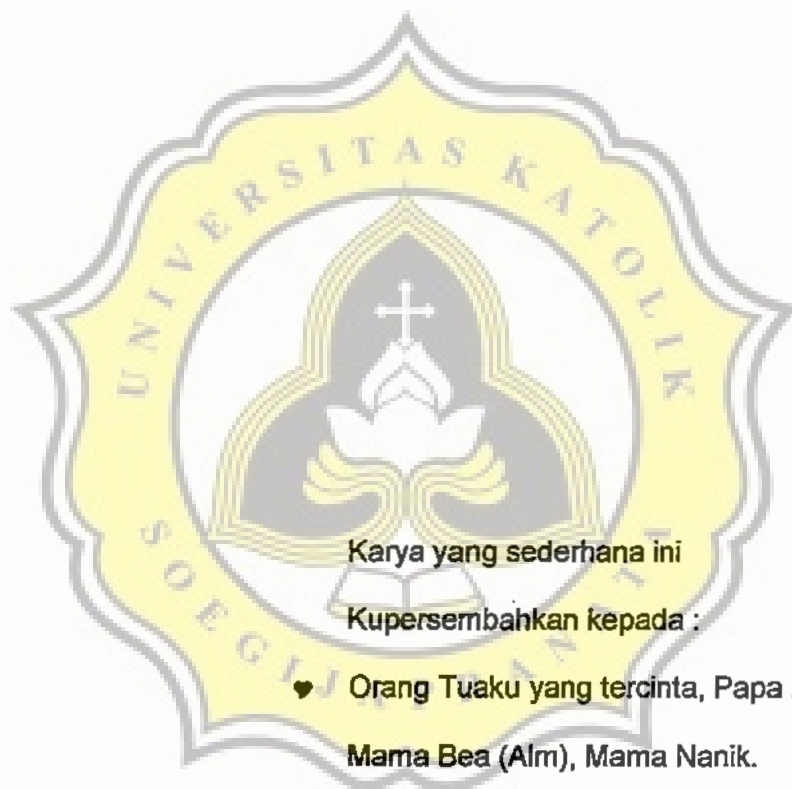 UNIVERSITAS KATOLIK
SOEGIJAPRANATA
Karya yang sederhana ini
Kupersembahkan kepada :
♥ Orang Tuaku yang tercinta, Papa
Mama Bea (Alm), Mama Nanik.